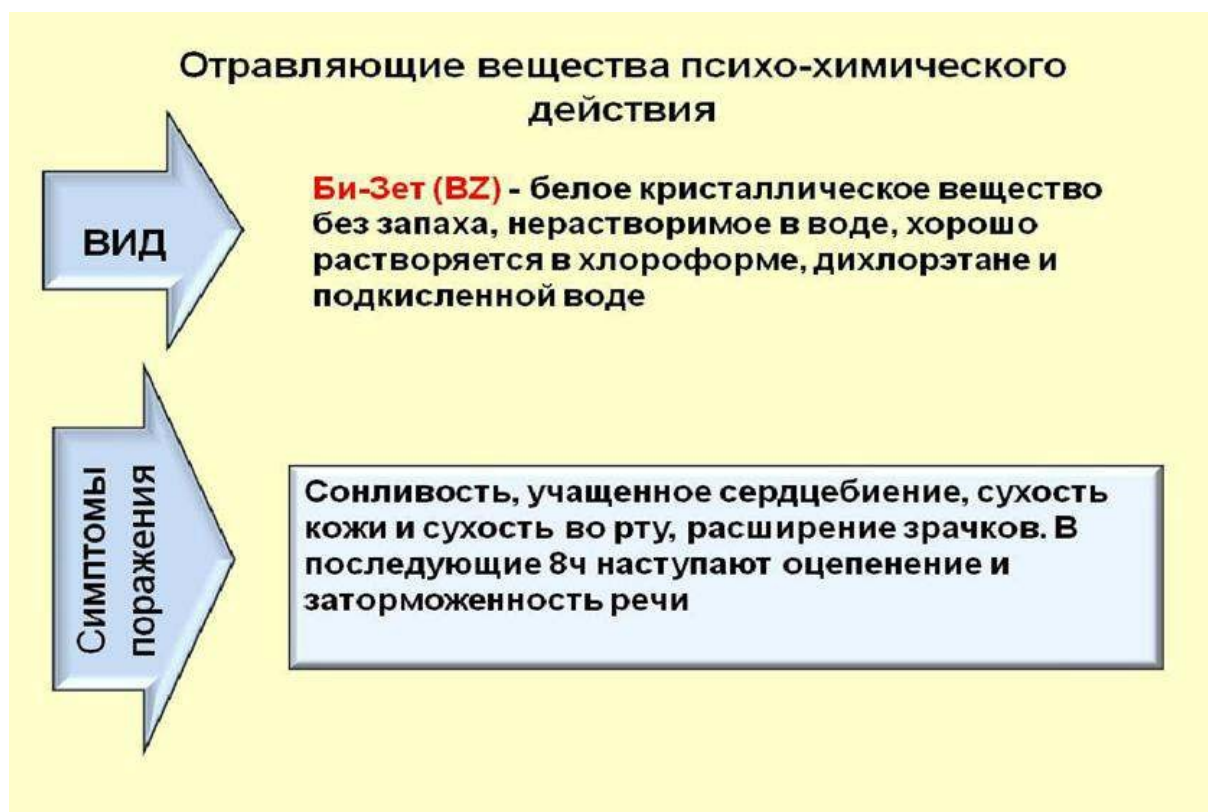 Отравляющие вещества психо-химического
действия
ВИД
Би-Зет (BZ) - белое кристаллическое вещество
без запаха, нерастворимое в воде, хорошо
растворяется в хлороформе, дихлорэтане и
подкисленной воде
Симптомы
поражения
Сонливость, учащенное сердцебиение, сухость
кожи и сухость во рту, расширение зрачков. В
последующие 8ч наступают оцепенение и
заторможенность речи